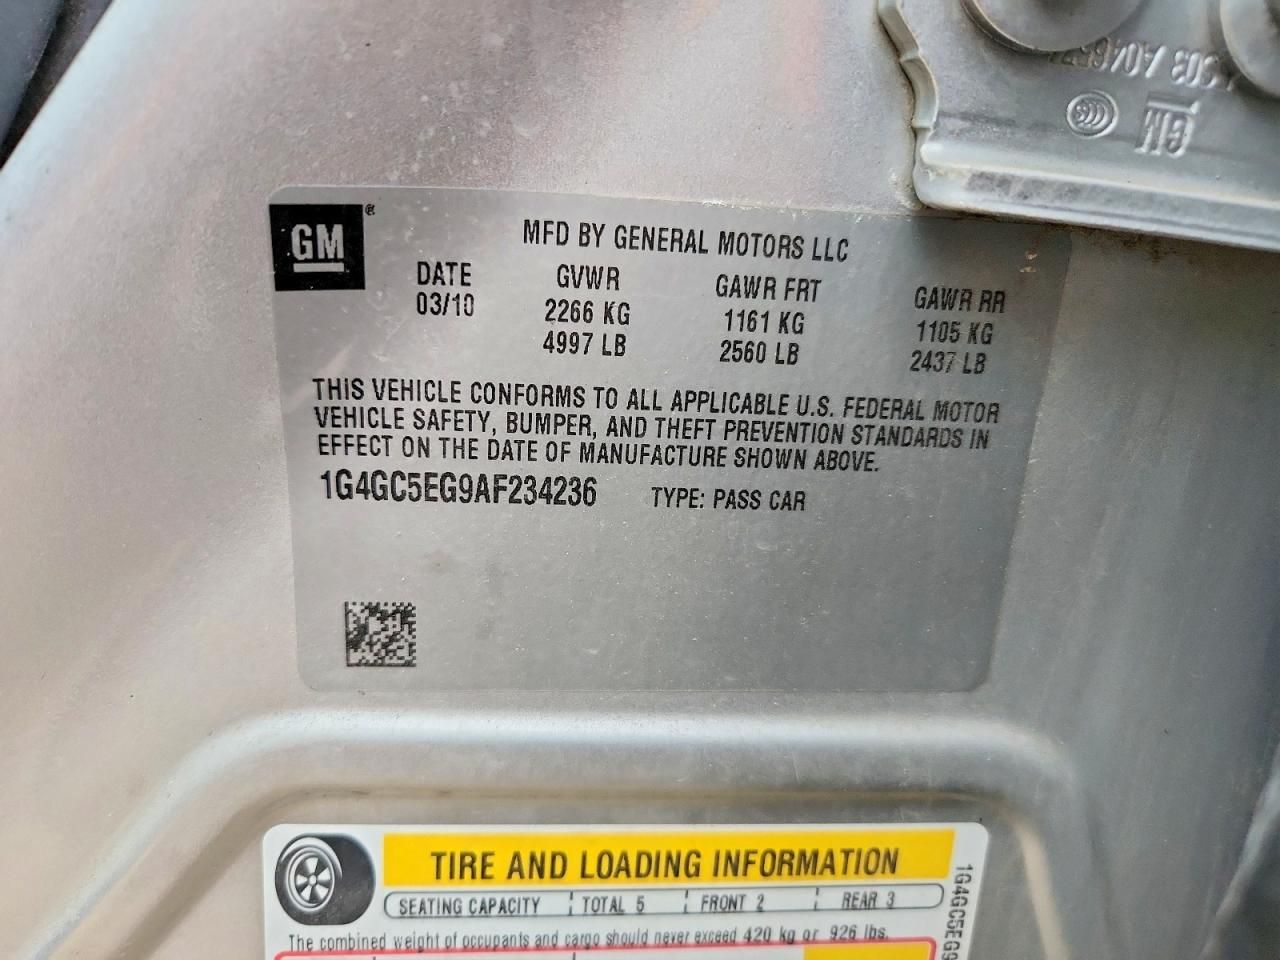 GM
GM ®
MFD BY GENERAL MOTORS LLC
DATE GVWR GAWR FRT GAWR RR
03/10 2266 KG 1161 KG 1105 KG
4997 LB 2560 LB 2437 LB
THIS VEHICLE CONFORMS TO ALL APPLICABLE U.S. FEDERAL MOTOR
VEHICLE SAFETY, BUMPER, AND THEFT PREVENTION STANDARDS IN
EFFECT ON THE DATE OF MANUFACTURE SHOWN ABOVE.
1G4GC5EG9AF234236 TYPE: PASS CAR
TIRE AND LOADING INFORMATION
SEATING CAPACITY TOTAL 5 FRONT 2 REAR 3
The combined weight of occupants and cargo should never exceed 420 kg or 926 lbs.
1G4GC5EG9